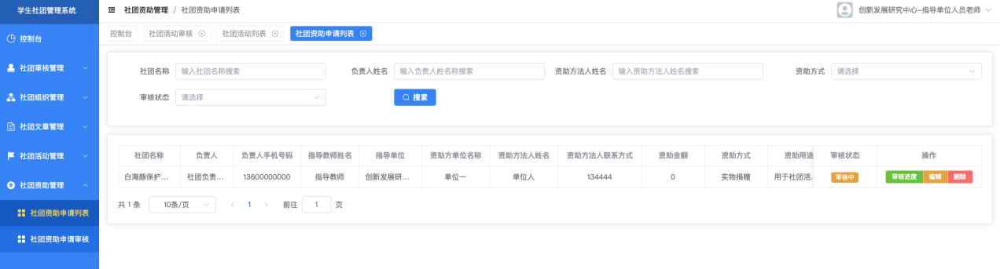 学生社团管理系统
社团资助管理 / 社团资助申请列表
创新发展研究中心-指导单位人员老师
控制台
社团审核管理
社团组织管理
社团文章管理
社团活动管理
社团资助管理
社团资助申请列表
社团资助申请审核
控制台 社团活动审核 社团活动列表 社团资助申请列表
社团名称 输入社团名称搜索 负责人姓名 输入负责人姓名称搜索 资助方法人姓名 输入资助方法人姓名搜索 资助方式 请选择
审核状态 请选择 搜索
社团名称 负责人 负责人手机号码 指导教师姓名 指导单位 资助方单位名称 资助方法人姓名 资助方法人联系方式 资助金额 资助方式 资助用途 审核状态 操作
白海豚保护... 社团负责... 13600000000 指导教师 创新发展研... 单位一 单位人 134444 0 实物捐赠 用于社团活. 审核中 审核进度 编辑 删除
共 1 条 10条/页 1 前往 1 页